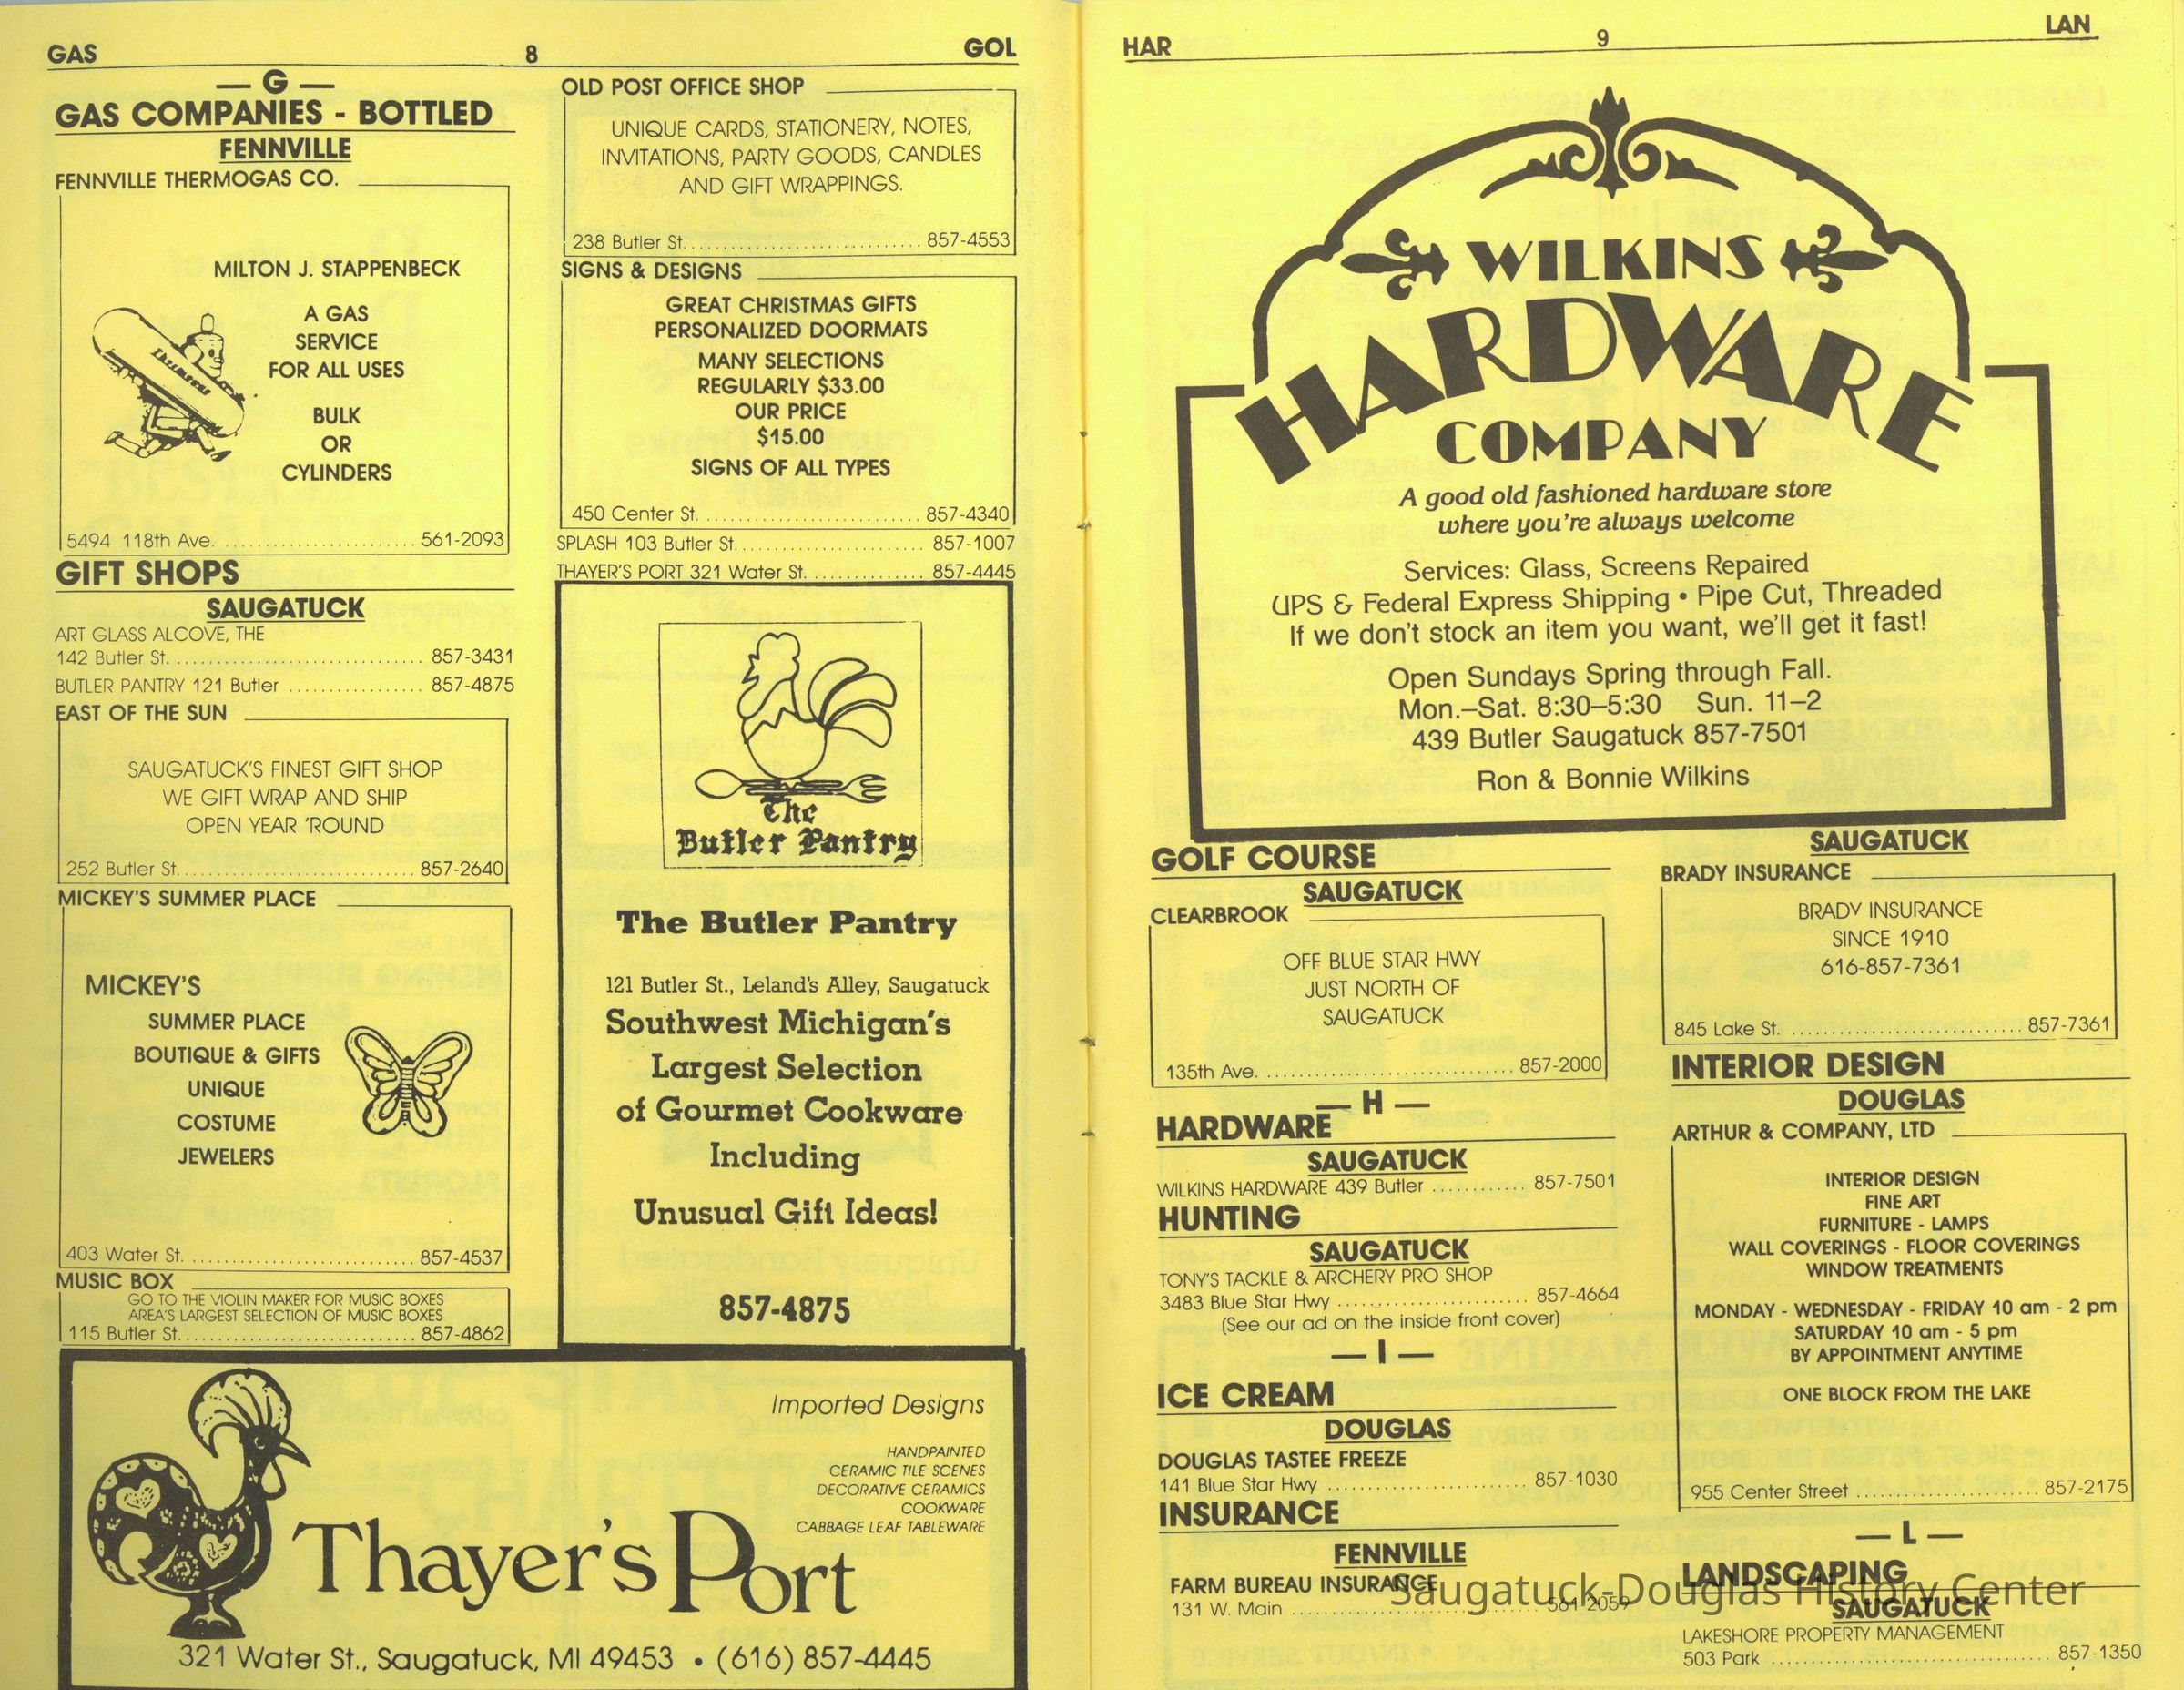 GAS 8 GOL
— G —
GAS COMPANIES - BOTTLED
FENNVILLE
FENNVILLE THERMOGAS CO.
MILTON J. STAPPENBECK
A GAS
SERVICE
FOR ALL USES
BULK
OR
CYLINDERS
Thermogas
5494 118th Ave. 561-2093
GIFT SHOPS
SAUGATUCK
ART GLASS ALCOVE, THE
142 Butler St. 857-3431
BUTLER PANTRY 121 Butler 857-4875
EAST OF THE SUN
SAUGATUCK'S FINEST GIFT SHOP
WE GIFT WRAP AND SHIP
OPEN YEAR 'ROUND
252 Butler St. 857-2640
MICKEY'S SUMMER PLACE
MICKEY'S
SUMMER PLACE
BOUTIQUE & GIFTS
UNIQUE
COSTUME
JEWELERS
403 Water St. 857-4537
MUSIC BOX
GO TO THE VIOLIN MAKER FOR MUSIC BOXES
AREA'S LARGEST SELECTION OF MUSIC BOXES
115 Butler St. 857-4862
OLD POST OFFICE SHOP
UNIQUE CARDS, STATIONERY, NOTES,
INVITATIONS, PARTY GOODS, CANDLES
AND GIFT WRAPPINGS.
238 Butler St. 857-4553
SIGNS & DESIGNS
GREAT CHRISTMAS GIFTS
PERSONALIZED DOORMATS
MANY SELECTIONS
REGULARLY $33.00
OUR PRICE
$15.00
SIGNS OF ALL TYPES
450 Center St. 857-4340
SPLASH 103 Butler St. 857-1007
THAYER'S PORT 321 Water St. 857-4445
The
Butler Pantry
The Butler Pantry
121 Butler St., Leland's Alley, Saugatuck
Southwest Michigan's
Largest Selection
of Gourmet Cookware
Including
Unusual Gift Ideas!
857-4875
Imported Designs
HANDPAINTED
CERAMIC TILE SCENES
DECORATIVE CERAMICS
COOKWARE
CABBAGE LEAF TABLEWARE
Thayer's Port
321 Water St., Saugatuck, MI 49453 • (616) 857-4445
HAR 9 LAN
WILKINS
HARDWARE
COMPANY
A good old fashioned hardware store
where you're always welcome
Services: Glass, Screens Repaired
UPS & Federal Express Shipping • Pipe Cut, Threaded
If we don't stock an item you want, we'll get it fast!
Open Sundays Spring through Fall.
Mon.–Sat. 8:30–5:30 Sun. 11–2
439 Butler Saugatuck 857-7501
Ron & Bonnie Wilkins
GOLF COURSE
SAUGATUCK
CLEARBROOK
OFF BLUE STAR HWY
JUST NORTH OF
SAUGATUCK
135th Ave. 857-2000
— H —
HARDWARE
SAUGATUCK
WILKINS HARDWARE 439 Butler 857-7501
HUNTING
SAUGATUCK
TONY'S TACKLE & ARCHERY PRO SHOP
3483 Blue Star Hwy 857-4664
(See our ad on the inside front cover)
— I —
ICE CREAM
DOUGLAS
DOUGLAS TASTEE FREEZE
141 Blue Star Hwy 857-1030
INSURANCE
FENNVILLE
FARM BUREAU INSURANCE
131 W. Main 561-2059
SAUGATUCK
BRADY INSURANCE
BRADY INSURANCE
SINCE 1910
616-857-7361
845 Lake St. 857-7361
INTERIOR DESIGN
DOUGLAS
ARTHUR & COMPANY, LTD
INTERIOR DESIGN
FINE ART
FURNITURE - LAMPS
WALL COVERINGS - FLOOR COVERINGS
WINDOW TREATMENTS
MONDAY - WEDNESDAY - FRIDAY 10 am - 2 pm
SATURDAY 10 am - 5 pm
BY APPOINTMENT ANYTIME
ONE BLOCK FROM THE LAKE
955 Center Street 857-2175
— L —
LANDSCAPING
SAUGATUCK
LAKESHORE PROPERTY MANAGEMENT
503 Park 857-1350
Saugatuck-Douglas History Center